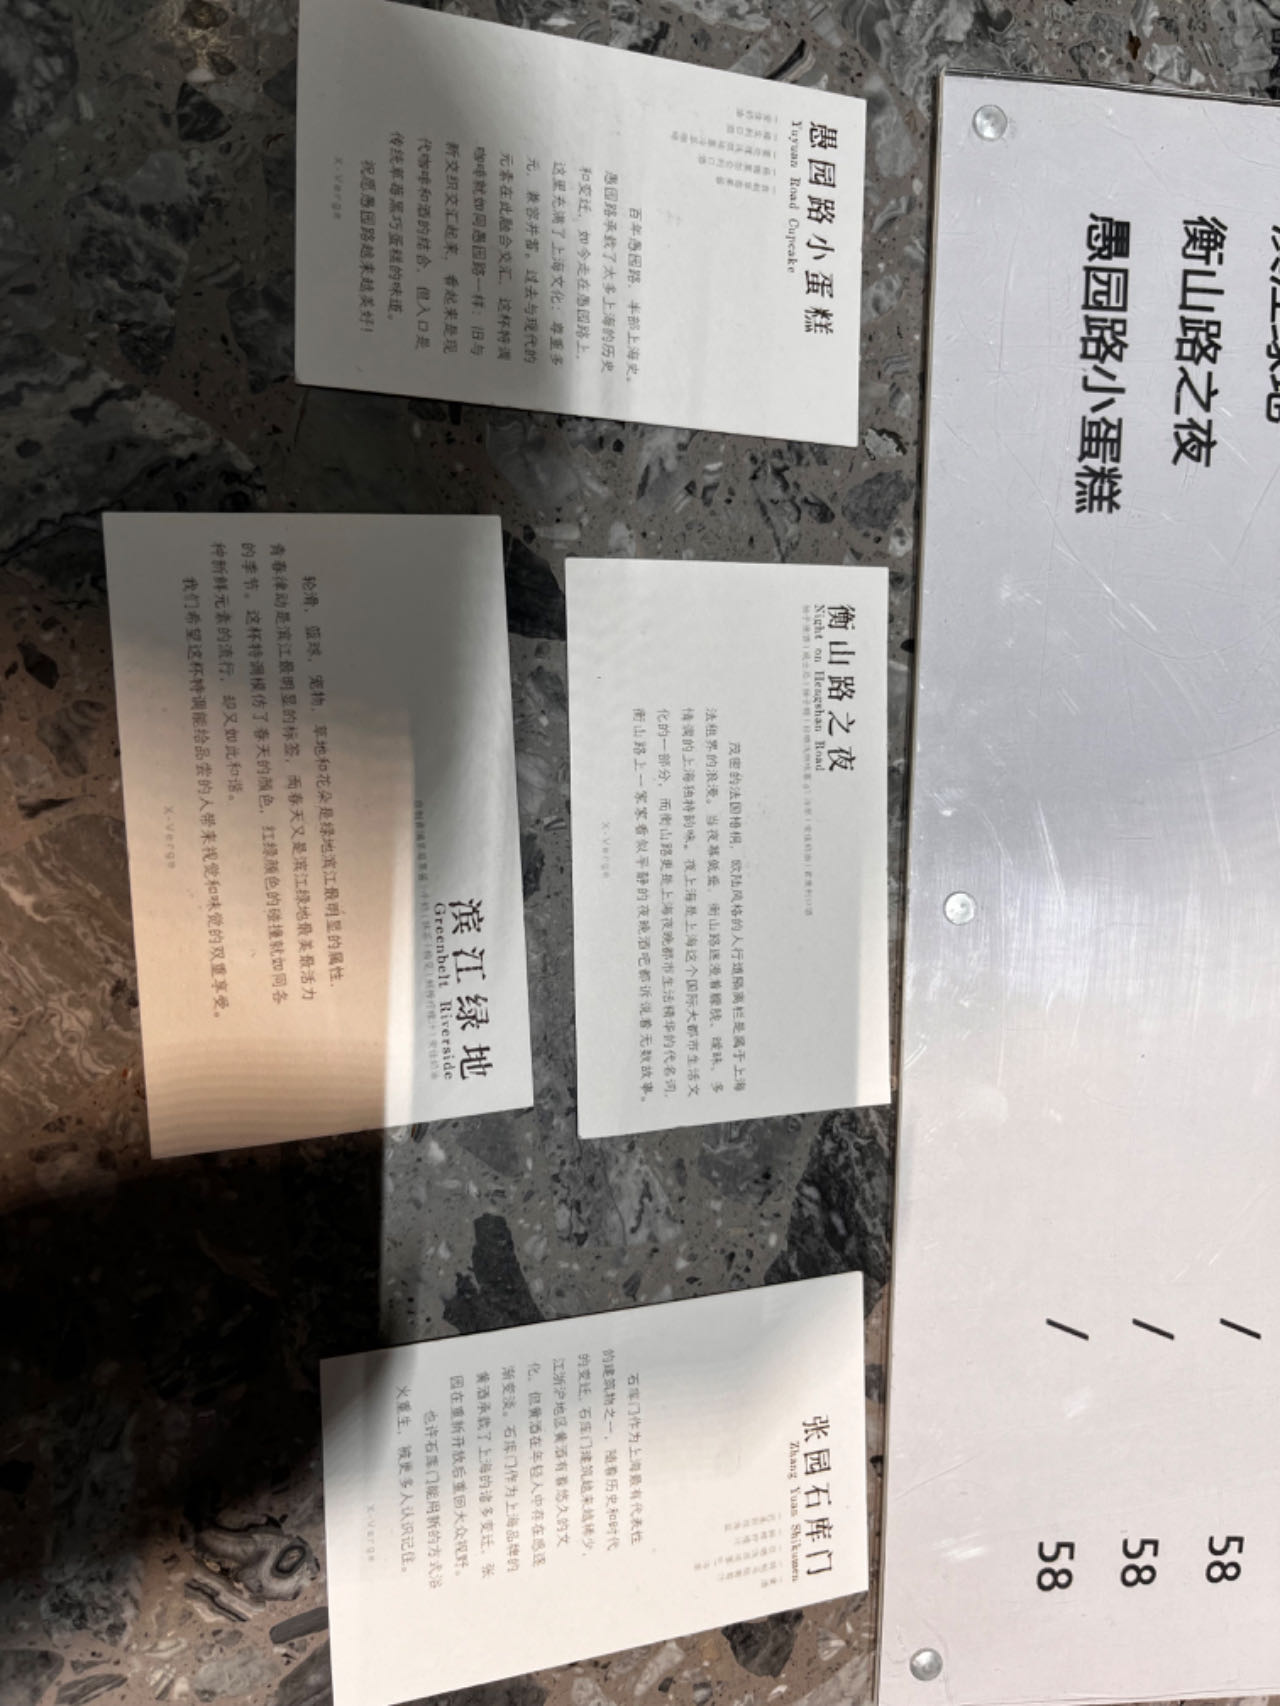 滨江绿地 / 58
衡山路之夜 / 58
愚园路小蛋糕 / 58
愚园路小蛋糕
Yuyuan Road Cupcake
百年愚园路，半部上海史。
愚园路承载了太多上海的历史
和变迁，如今走在愚园路上，
这里充满了上海文化：尊重多
元，兼容并蓄。过去与现代的
元素在此融合交汇，这杯特调
咖啡就如同愚园路一样：旧与
新交织交汇起来，看起来是现
代咖啡和酒的结合，但入口是
传统草莓黑巧蛋糕的味道。
祝愿愚园路越来越美好！
X-Verge
衡山路之夜
Night on Hengshan Road
茂密的法国梧桐，欧陆风格的人行道隔离栏是属于上海
法租界的浪漫。当夜幕低垂，衡山路迷漫着朦胧、暧昧、多
情调的上海独特韵味。夜上海是上海这个国际大都市生活文
化的一部分，而衡山路更是上海夜晚都市生活精华的代名词，
衡山路上一家家看似平静的夜晚酒吧都诉说着无数故事。
X-Verge
滨江绿地
Greenbelt Riverside
轮滑，篮球，宠物，草地和花朵是绿地滨江最明显的属性，
青春律动是滨江最明显的标签，而春天又是滨江绿地最美最活力
的季节。这杯特调模仿了春天的颜色，红绿颜色的碰撞就如同各
种新鲜元素的流行，却又如此和谐。
我们希望这杯特调能给品尝的人带来视觉和味觉的双重享受。
X-Verge
张园石库门
Zhang Yuan Shikumen
黄酒
石库门作为上海最有代表性
的建筑物之一，随着历史和时代
的变迁，石库门建筑越来越稀少，
江浙沪地区黄酒有着悠久的文
化，但黄酒在年轻人中存在感逐
渐变淡。石库门作为上海品牌的
黄酒承载了上海的诸多变迁，张
园在重新开放后重回大众视野。
也许石库门能用新的方式浴
火重生，被更多人认识记住。
X-Verge